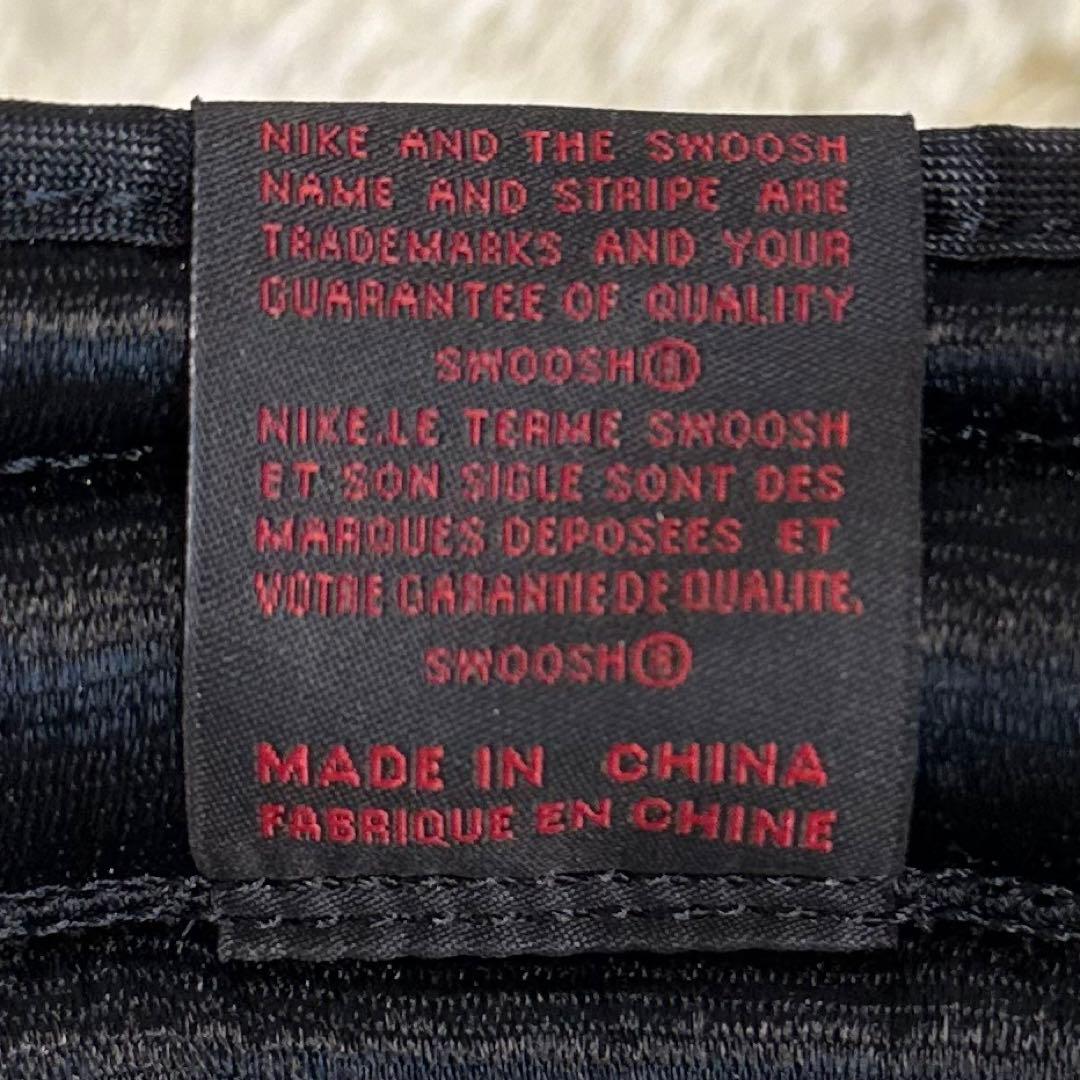 NIKE AND THE SWOOSH
NAME AND STRIPE ARE
TRADEMARKS AND YOUR
GUARANTEE OF QUALITY
SWOOSH®
NIKE.LE TERME SWOOSH
ET SON SIGLE SONT DES
MARQUES DEPOSEES ET
VOTRE GARANTIE DE QUALITE.
SWOOSH®
MADE IN CHINA
FABRIQUE EN CHINE